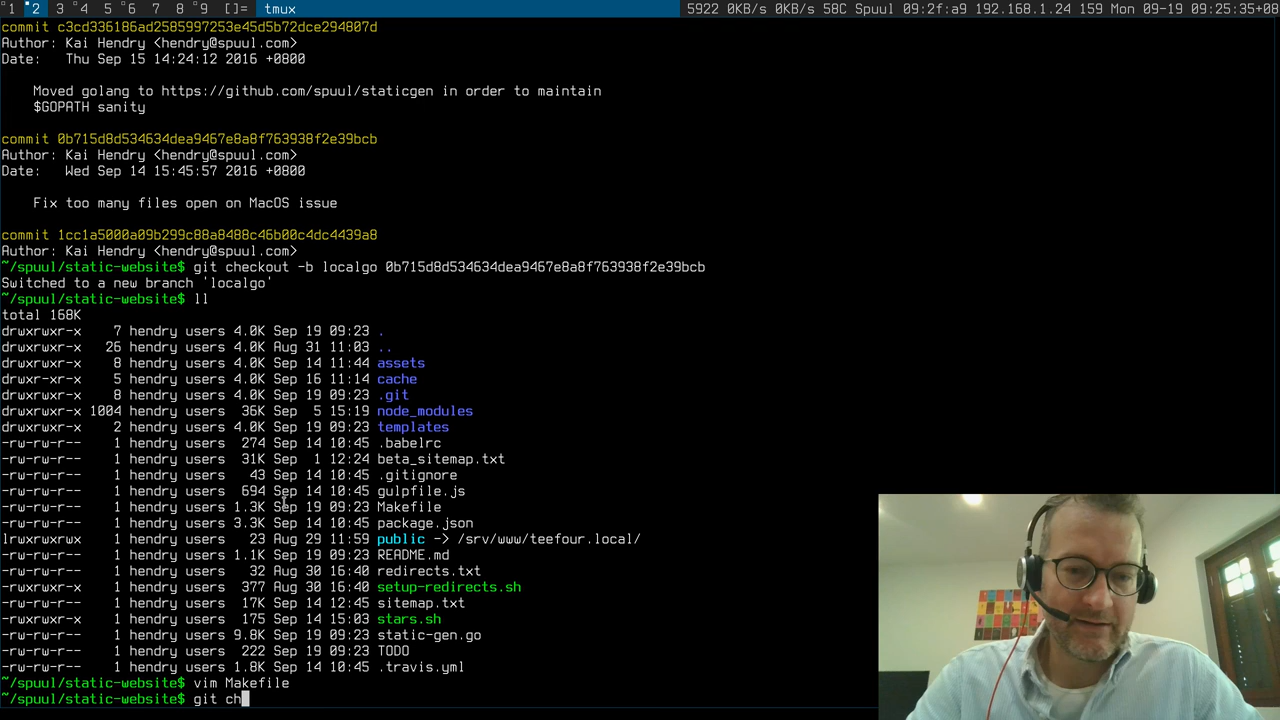 1 2 3 4 5 6 7 8 9 []= tmux 5922 0KB/s 0KB/s 58C Spuul 09:2f:a9 192.168.1.24 159 Mon 09-19 09:25:35+08
commit c3cd336186ad2585997253e45d5b72dce294807d
Author: Kai Hendry <hendry@spuul.com>
Date:   Thu Sep 15 14:24:12 2016 +0800
Moved golang to https://github.com/spuul/staticgen in order to maintain
$GOPATH sanity
commit 0b715d8d534634dea9467e8a8f763938f2e39bcb
Author: Kai Hendry <hendry@spuul.com>
Date:   Wed Sep 14 15:45:57 2016 +0800
Fix too many files open on MacOS issue
commit 1cc1a5000a09b299c88a8488c46b00c4dc4439a8
Author: Kai Hendry <hendry@spuul.com>
~/spuul/static-website$ git checkout -b localgo 0b715d8d534634dea9467e8a8f763938f2e39bcb
Switched to a new branch 'localgo'
~/spuul/static-website$ ll
total 168K
drwxrwxr-x    7 hendry users 4.0K Sep 19 09:23 .
drwxrwxr-x   26 hendry users 4.0K Aug 31 11:03 ..
drwxrwxr-x    8 hendry users 4.0K Sep 14 11:44 assets
drwxr-xr-x    5 hendry users 4.0K Sep 16 11:14 cache
drwxrwxr-x    8 hendry users 4.0K Sep 19 09:23 .git
drwxrwxr-x 1004 hendry users  36K Sep  5 15:19 node_modules
drwxrwxr-x    2 hendry users 4.0K Sep 19 09:23 templates
-rw-rw-r--    1 hendry users  274 Sep 14 10:45 .babelrc
-rw-rw-r--    1 hendry users  31K Sep  1 12:24 beta_sitemap.txt
-rw-rw-r--    1 hendry users   43 Sep 14 10:45 .gitignore
-rw-rw-r--    1 hendry users  694 Sep 14 10:45 gulpfile.js
-rw-rw-r--    1 hendry users 1.3K Sep 19 09:23 Makefile
-rw-rw-r--    1 hendry users 3.3K Sep 14 10:45 package.json
lrwxrwxrwx    1 hendry users   23 Aug 29 11:59 public -> /srv/www/teefour.local/
-rw-rw-r--    1 hendry users 1.1K Sep 19 09:23 README.md
-rw-rw-r--    1 hendry users   32 Aug 30 16:40 redirects.txt
-rwxrwxr-x    1 hendry users  377 Aug 30 16:40 setup-redirects.sh
-rw-rw-r--    1 hendry users  17K Sep 14 12:45 sitemap.txt
-rwxrwxr-x    1 hendry users  175 Sep 14 15:03 stars.sh
-rw-rw-r--    1 hendry users 9.8K Sep 19 09:23 static-gen.go
-rw-rw-r--    1 hendry users  222 Sep 19 09:23 TODO
-rw-rw-r--    1 hendry users 1.8K Sep 14 10:45 .travis.yml
~/spuul/static-website$ vim Makefile
~/spuul/static-website$ git ch